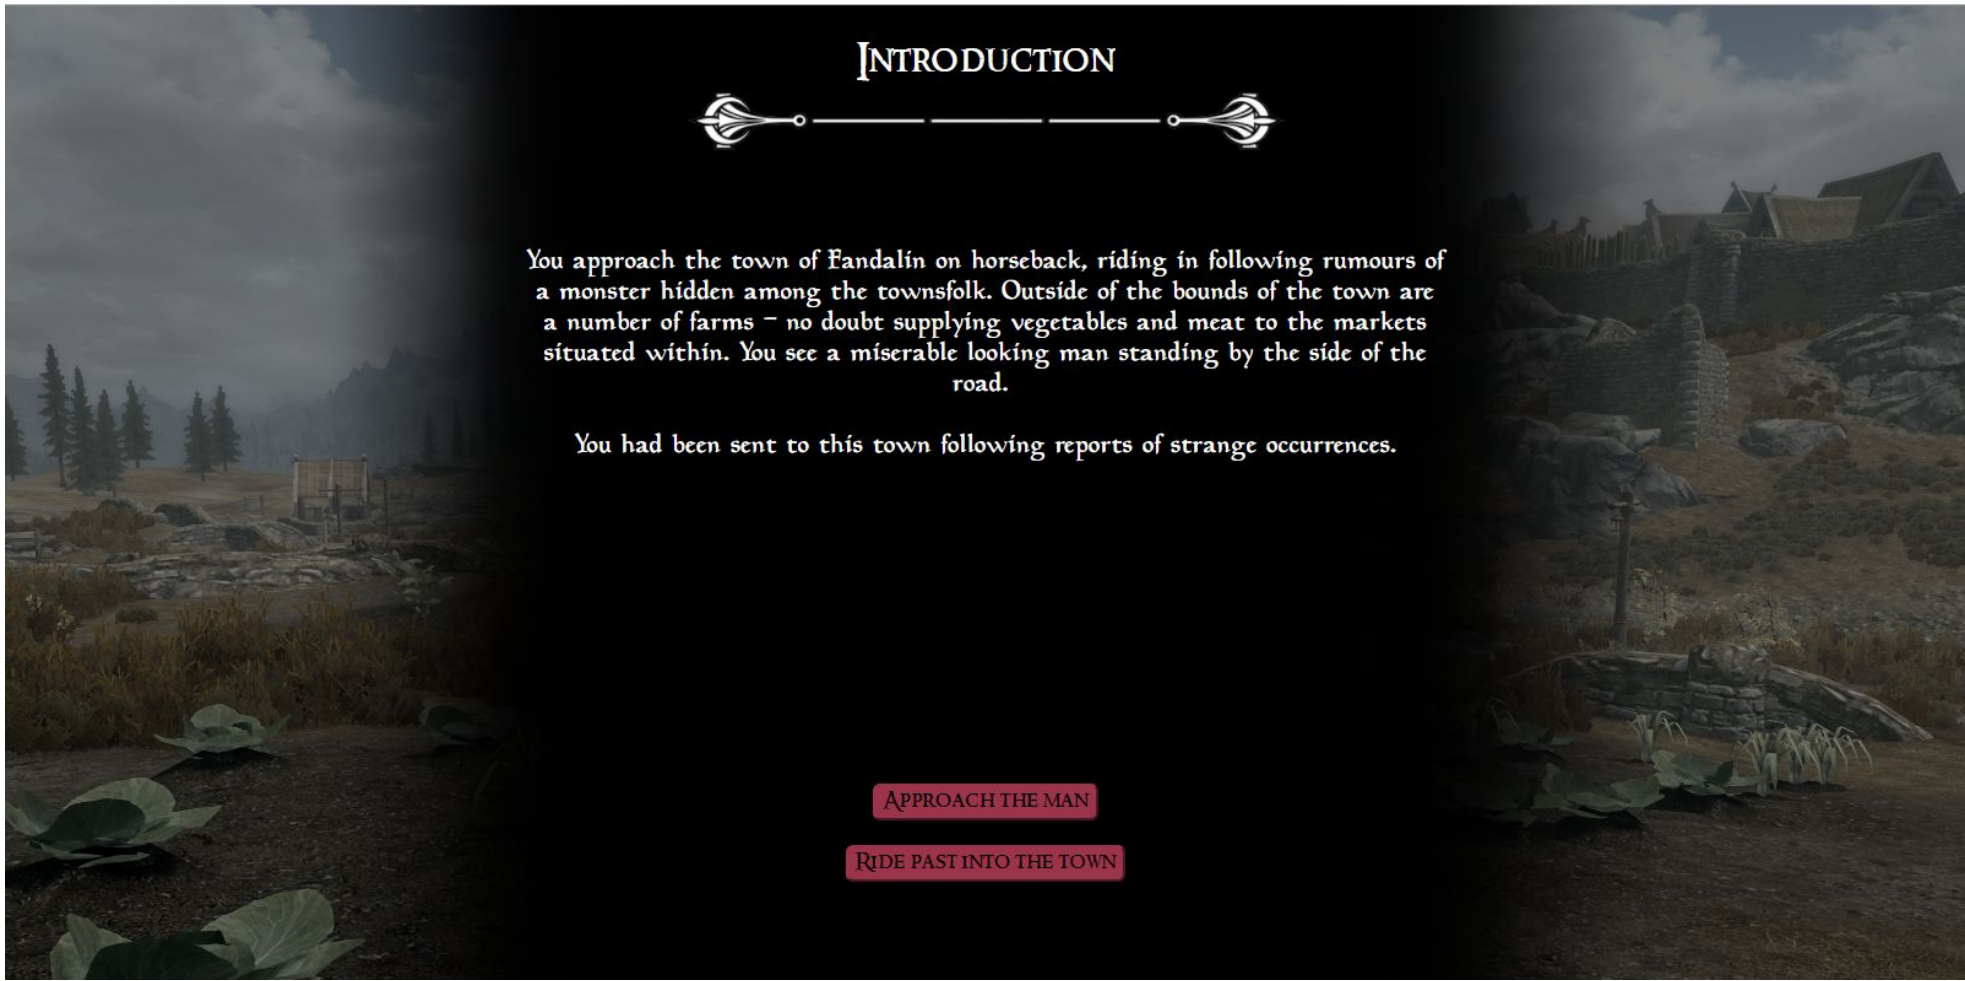 INTRODUCTION
You approach the town of Fandalin on horseback, riding in following rumours of
a monster hidden among the townsfolk. Outside of the bounds of the town are
a number of farms – no doubt supplying vegetables and meat to the markets
situated within. You see a miserable looking man standing by the side of the
road.
You had been sent to this town following reports of strange occurrences.
APPROACH THE MAN
RIDE PAST INTO THE TOWN